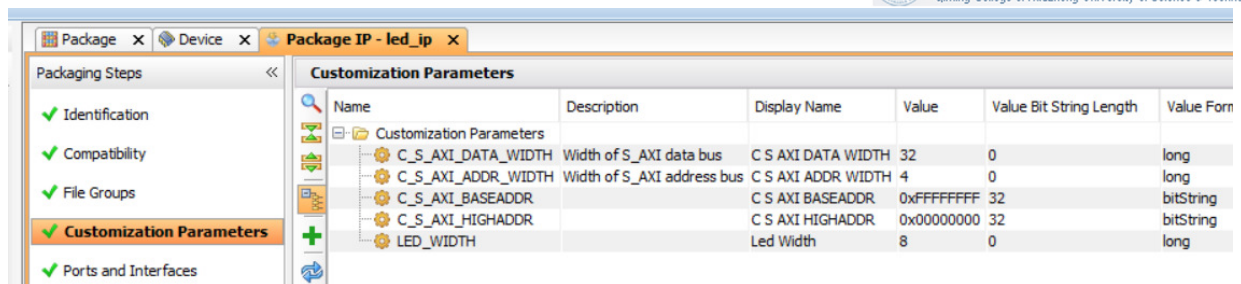 Package X Device X Package IP - led_ip X
Packaging Steps « Customization Parameters
Identification
Compatibility
File Groups
Customization Parameters
Ports and Interfaces
Name Description Display Name Value Value Bit String Length Value Form
Customization Parameters
C_S_AXI_DATA_WIDTH Width of S_AXI data bus C S AXI DATA WIDTH 32 0 long
C_S_AXI_ADDR_WIDTH Width of S_AXI address bus C S AXI ADDR WIDTH 4 0 long
C_S_AXI_BASEADDR C S AXI BASEADDR 0xFFFFFFFF 32 bitString
C_S_AXI_HIGHADDR C S AXI HIGHADDR 0x00000000 32 bitString
LED_WIDTH Led Width 8 0 long